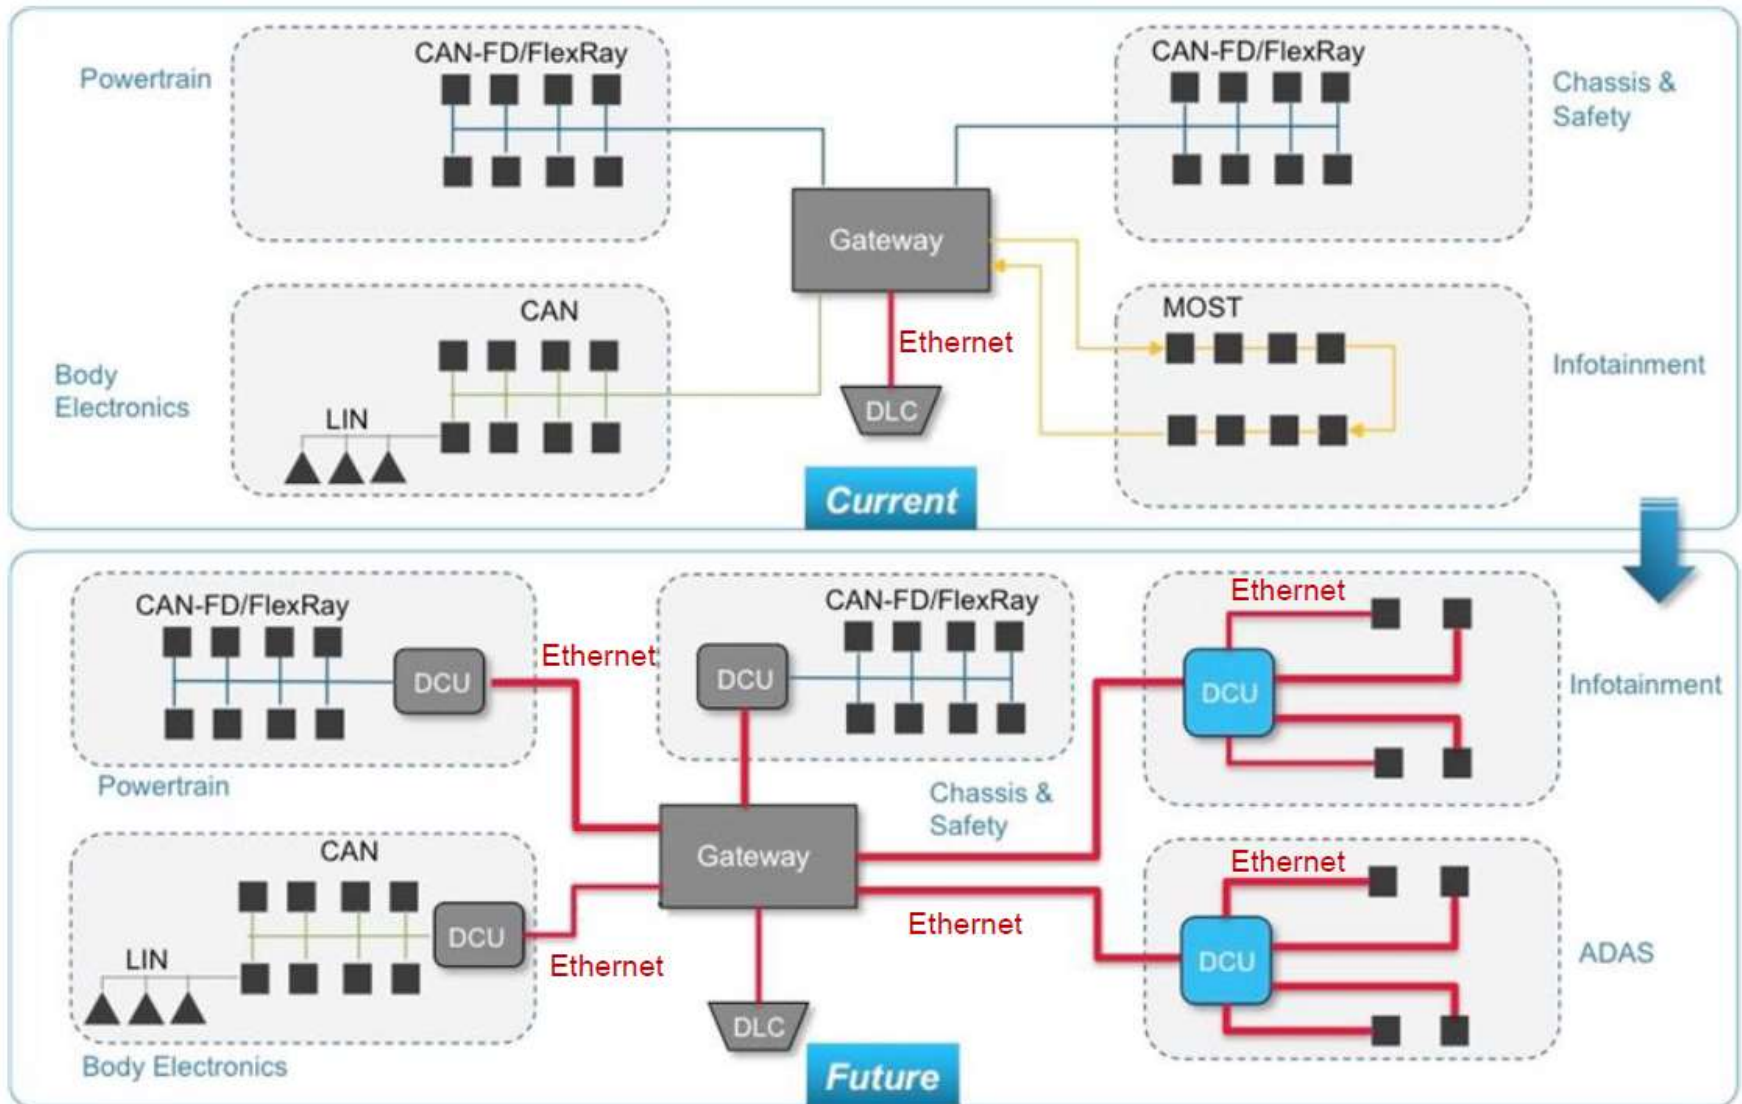 Powertrain
CAN-FD/FlexRay
CAN-FD/FlexRay
Chassis &
Safety
Gateway
Body
Electronics
CAN
LIN
Ethernet
DLC
MOST
Infotainment
Current
CAN-FD/FlexRay
DCU
Ethernet
Powertrain
CAN-FD/FlexRay
DCU
Chassis &
Safety
Ethernet
DCU
Infotainment
Gateway
CAN
LIN
DCU
Ethernet
Body Electronics
Ethernet
DLC
Ethernet
DCU
ADAS
Future